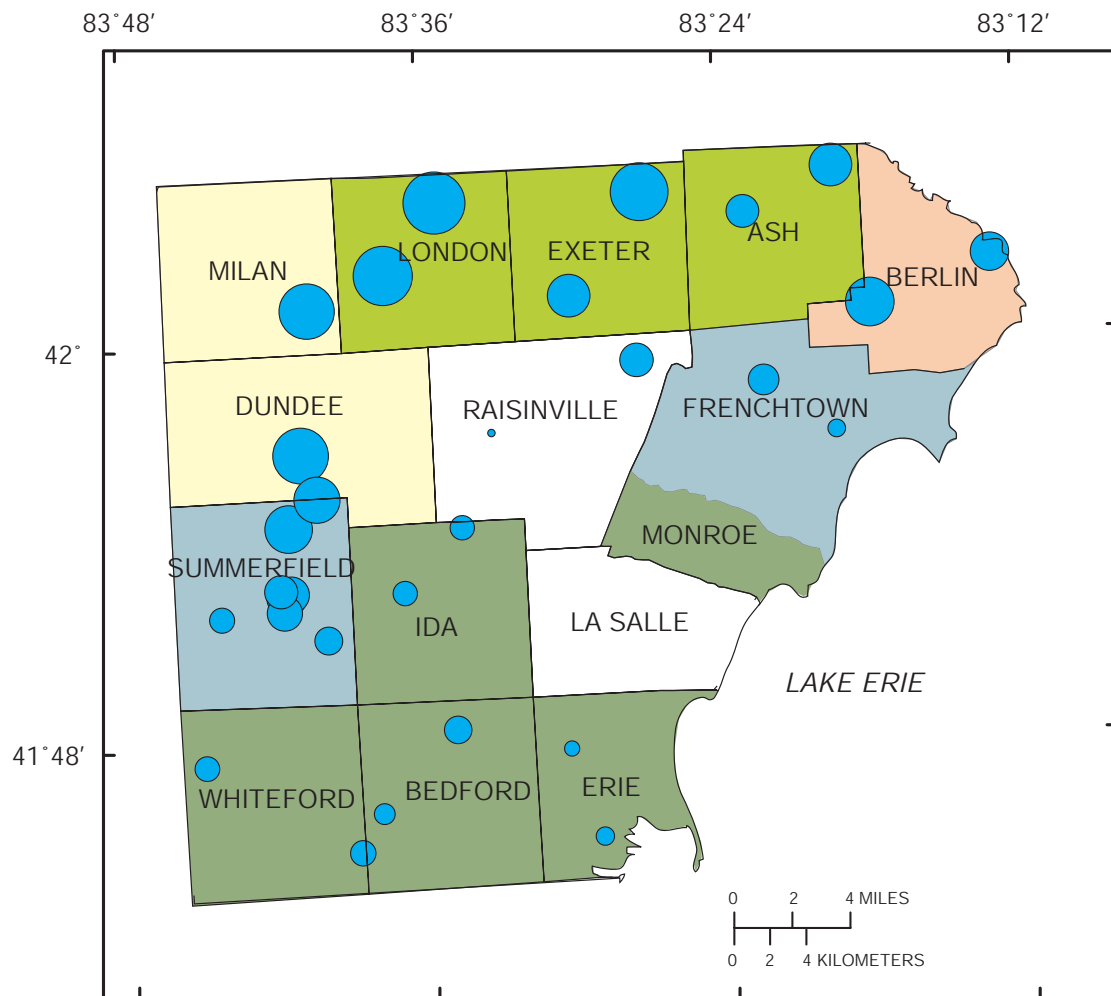 83°48′ 83°36′ 83°24′ 83°12′
ASH
LONDON
EXETER
MILAN
BERLIN
42°
DUNDEE
RAISINVILLE
FRENCHTOWN
MONROE
SUMMERFIELD
IDA
LA SALLE
LAKE ERIE
41°48′
ERIE
BEDFORD
WHITEFORD
0 2 4 MILES
0 2 4 KILOMETERS